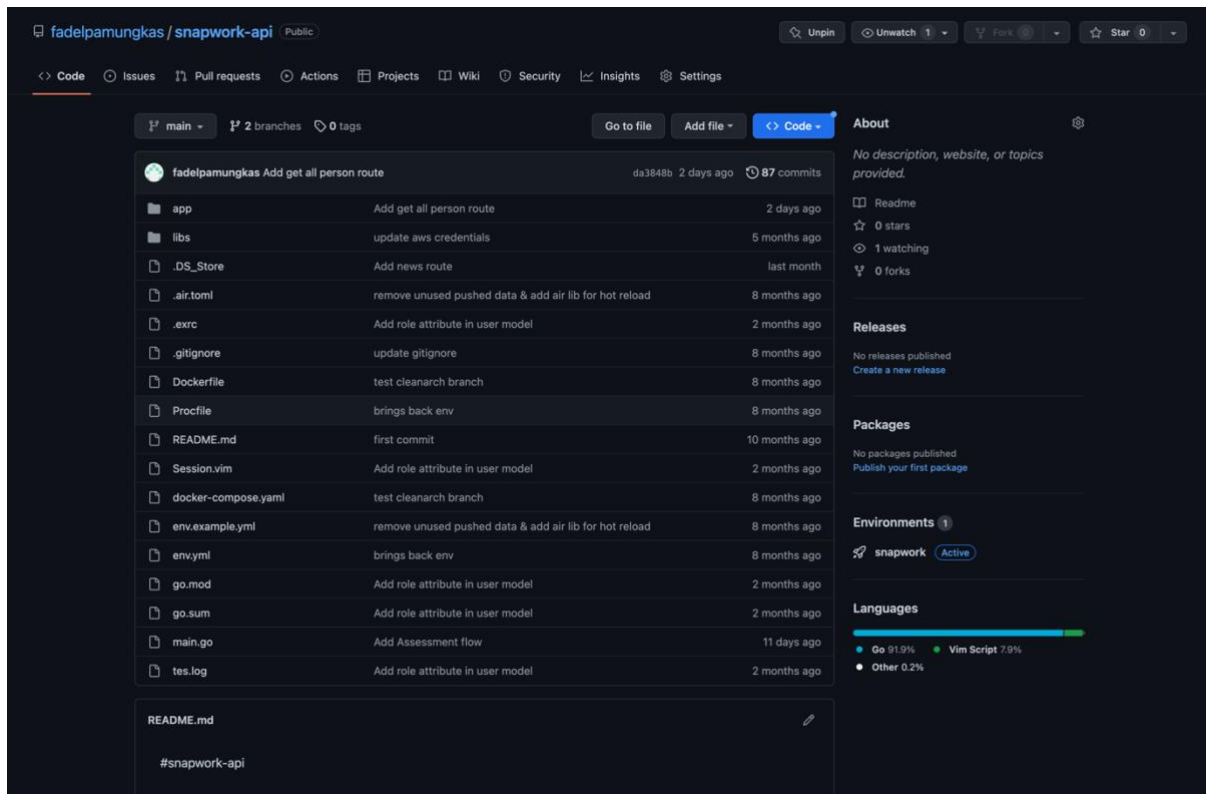 fadelpamungkas / snapwork-api Public
Unpin Unwatch 1 Fork 0 Star 0
Code Issues Pull requests Actions Projects Wiki Security Insights Settings
main 2 branches 0 tags Go to file Add file Code
fadelpamungkas Add get all person route da3848b 2 days ago 87 commits
app Add get all person route 2 days ago
libs update aws credentials 5 months ago
.DS_Store Add news route last month
.air.toml remove unused pushed data & add air lib for hot reload 8 months ago
.exrc Add role attribute in user model 2 months ago
.gitignore update gitignore 8 months ago
Dockerfile test cleanarch branch 8 months ago
Procfile brings back env 8 months ago
README.md first commit 10 months ago
Session.vim Add role attribute in user model 2 months ago
docker-compose.yaml test cleanarch branch 8 months ago
env.example.yml remove unused pushed data & add air lib for hot reload 8 months ago
env.yml brings back env 8 months ago
go.mod Add role attribute in user model 2 months ago
go.sum Add role attribute in user model 2 months ago
main.go Add Assessment flow 11 days ago
tes.log Add role attribute in user model 2 months ago
README.md
#snapwork-api
About
No description, website, or topics
provided.
Readme
0 stars
1 watching
0 forks
Releases
No releases published
Create a new release
Packages
No packages published
Publish your first package
Environments 1
snapwork Active
Languages
Go 91.9% Vim Script 7.9%
Other 0.2%